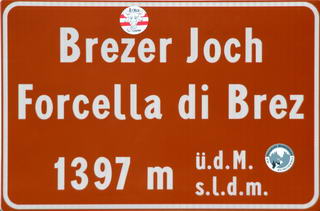 Brezer Joch
Forcella di Brez
1397 m ü.d.M.
s.l.d.m.